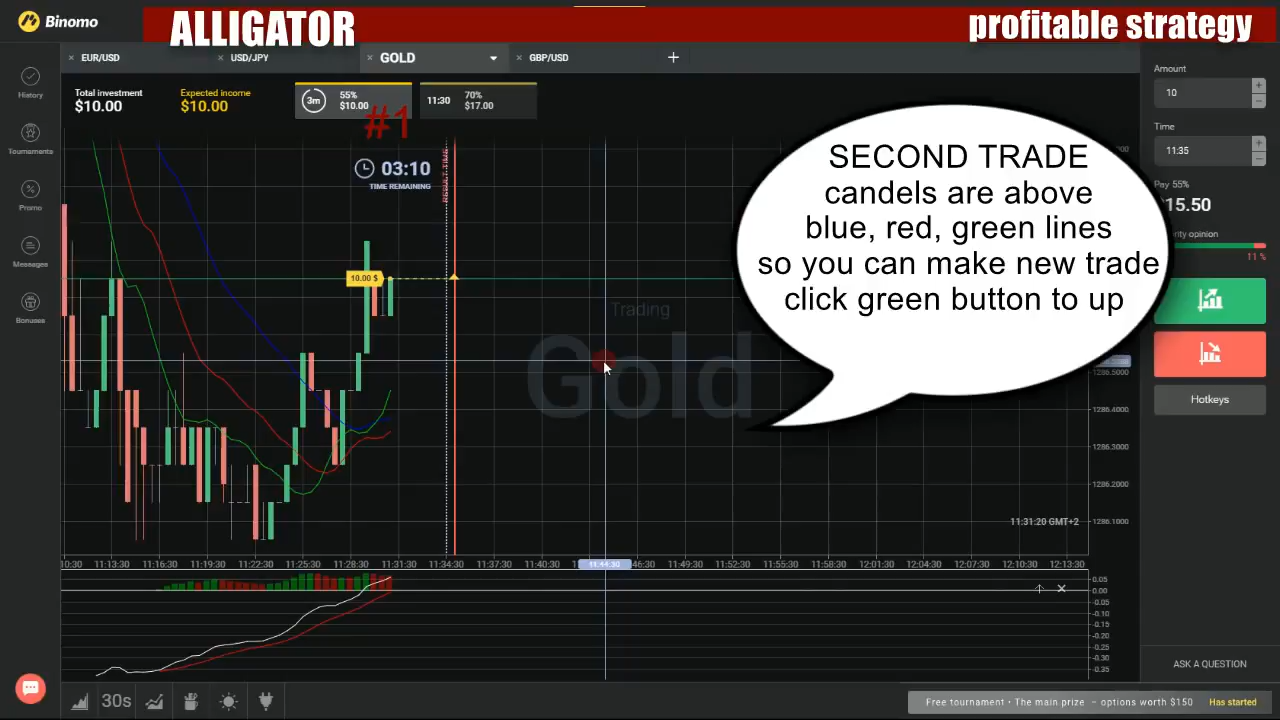 Binomo
ALLIGATOR
profitable strategy
EUR/USD
USD/JPY
GOLD
GBP/USD
Total investment
$10.00
Expected income
$10.00
3m
55%
$10.00
11:30
70%
$17.00
#1
03:10
TIME REMAINING
10.00 $
Trading
Gold
SECOND TRADE
candels are above
blue, red, green lines
so you can make new trade
click green button to up
History
Tournaments
Promo
Messages
Bonuses
Amount
10
Time
11:35
Pay 55%
15.50
opinion
11 %
Hotkeys
1286.5000
1286.4000
1286.3000
1286.2000
1286.1000
11:31:20 GMT+2
10:30 11:13:30 11:16:30 11:19:30 11:22:30 11:25:30 11:28:30 11:31:30 11:34:30 11:37:30 11:40:30 11:44:30 46:30 11:49:30 11:52:30 11:55:30 11:58:30 12:01:30 12:04:30 12:07:30 12:10:30 12:13:30
0.05
0.00
-0.05
-0.10
-0.15
-0.20
-0.25
-0.30
-0.35
30s
ASK A QUESTION
Free tournament • The main prize – options worth $150 Has started